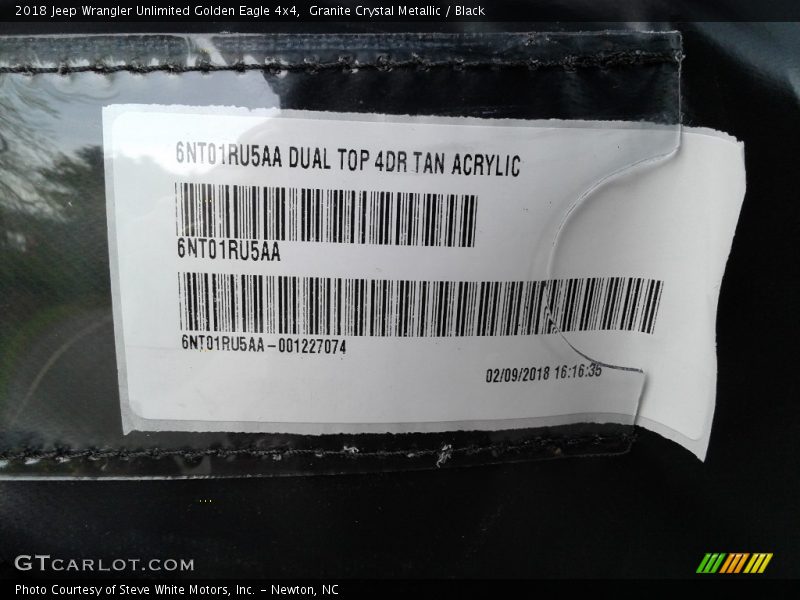 2018 Jeep Wrangler Unlimited Golden Eagle 4x4,  Granite Crystal Metallic / Black
6NT01RU5AA DUAL TOP 4DR TAN ACRYLIC
6NT01RU5AA
6NT01RU5AA-001227074
02/09/2018 16:16:35
GTCARLOT.COM
Photo Courtesy of Steve White Motors, Inc. – Newton, NC